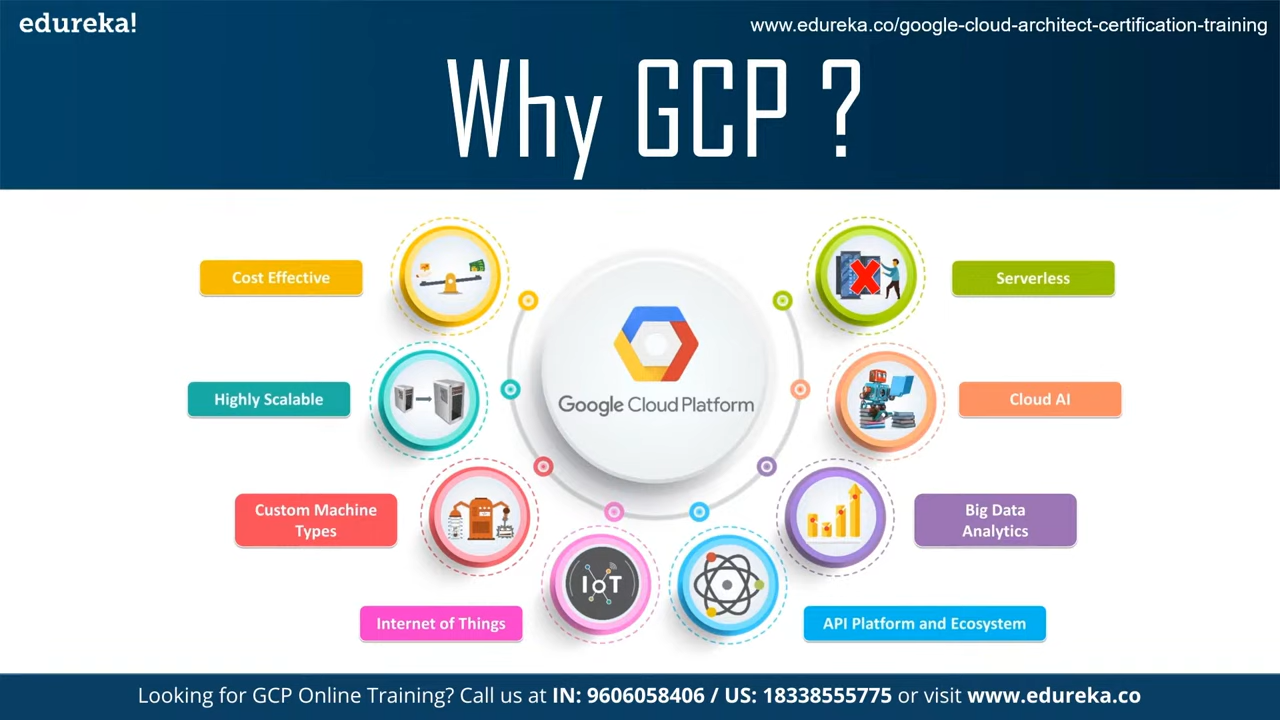 edureka!
www.edureka.co/google-cloud-architect-certification-training
Why GCP ?
Cost Effective
Serverless
Google Cloud Platform
Highly Scalable
Cloud AI
Custom Machine
Types
Big Data
Analytics
IoT
Internet of Things
API Platform and Ecosystem
Looking for GCP Online Training? Call us at IN: 9606058406 / US: 18338555775 or visit www.edureka.co